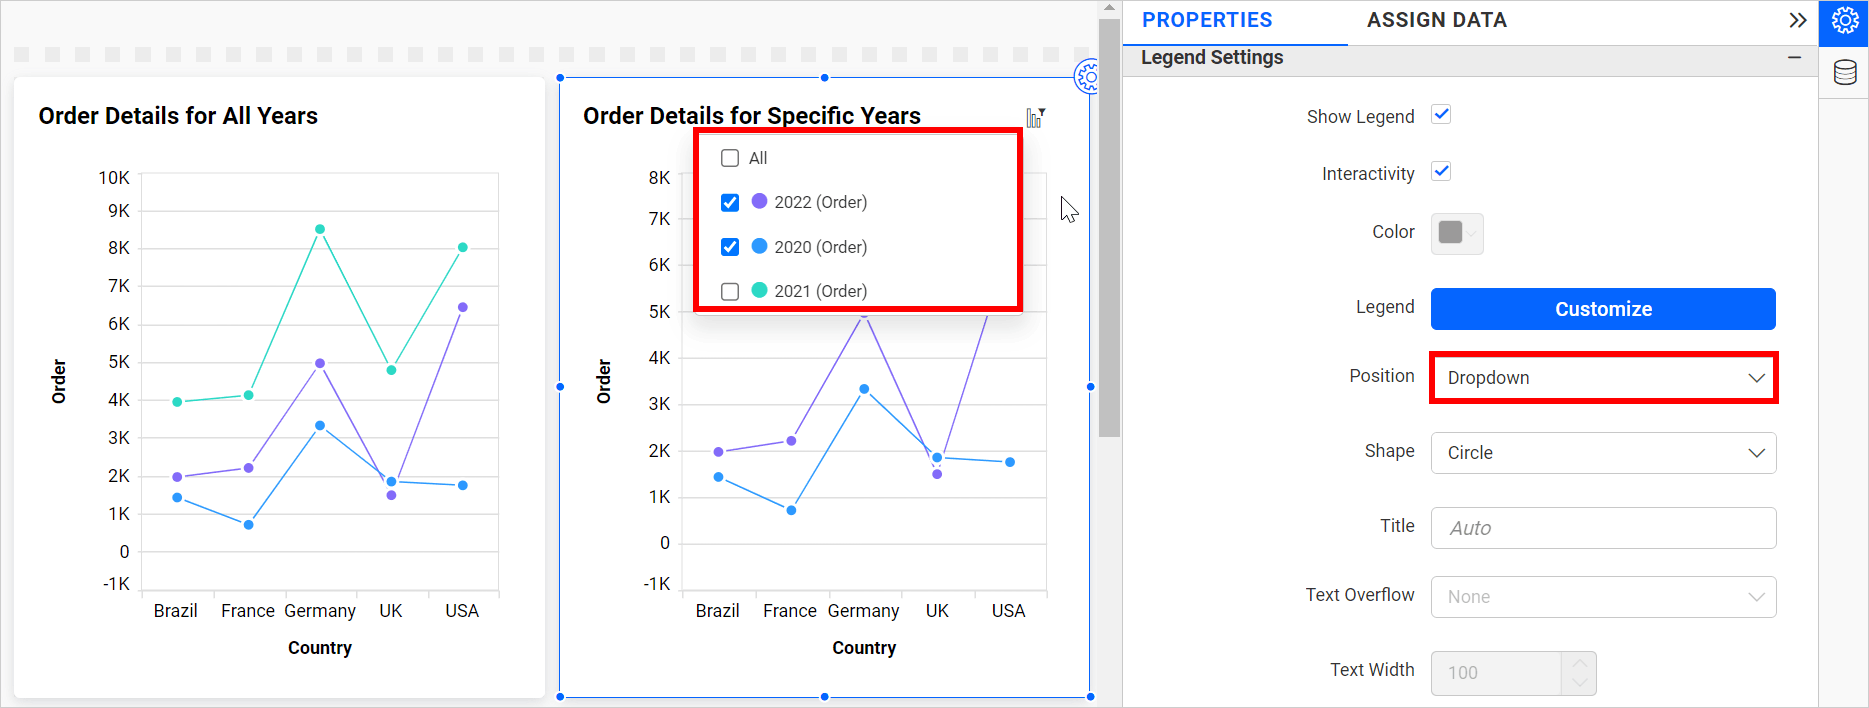 Order Details for All Years
10K
9K
8K
7K
6K
5K
4K
3K
2K
1K
0
-1K
Order
Brazil France Germany UK USA
Country
Order Details for Specific Years
All
2022 (Order)
2020 (Order)
2021 (Order)
8K
7K
6K
5K
4K
3K
2K
1K
0
-1K
Order
Brazil France Germany UK USA
Country
PROPERTIES ASSIGN DATA
Legend Settings
Show Legend
Interactivity
Color
Legend Customize
Position Dropdown
Shape Circle
Title Auto
Text Overflow None
Text Width 100